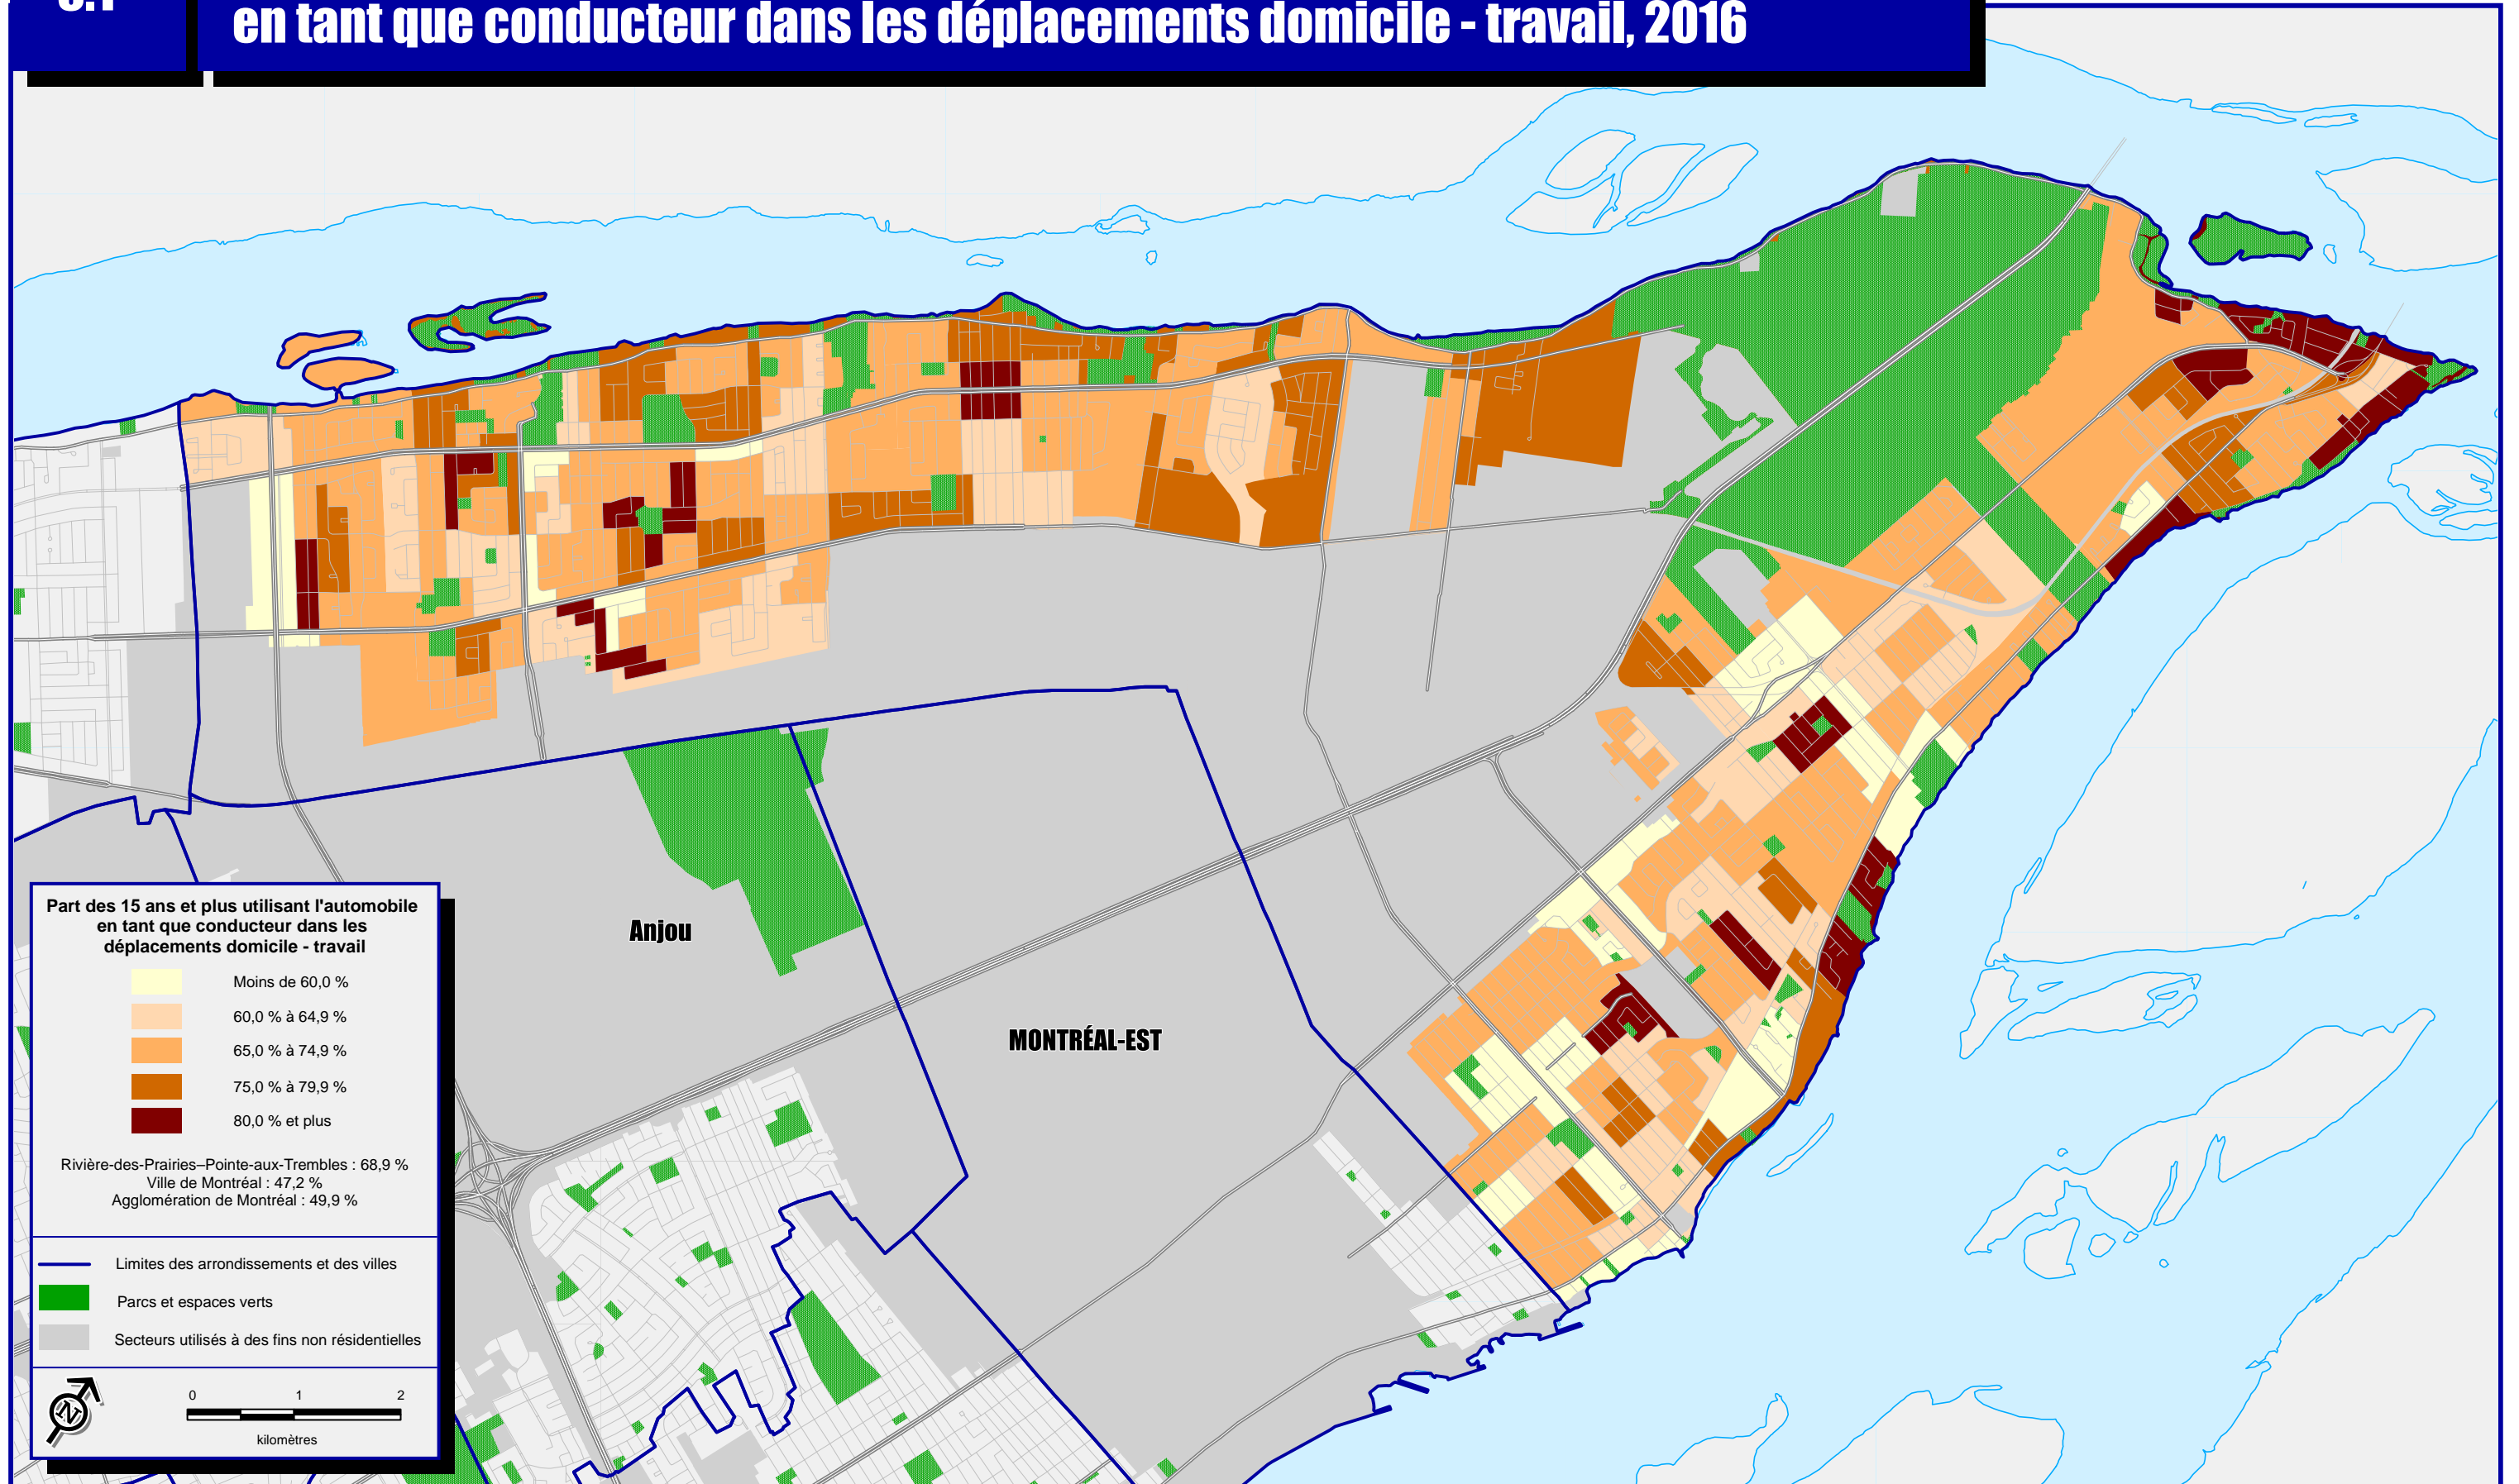 en tant que conducteur dans les déplacements domicile - travail, 2016
Anjou
MONTRÉAL-EST
Part des 15 ans et plus utilisant l'automobile
en tant que conducteur dans les
déplacements domicile - travail
Moins de 60,0 %
60,0 % à 64,9 %
65,0 % à 74,9 %
75,0 % à 79,9 %
80,0 % et plus
Rivière-des-Prairies–Pointe-aux-Trembles : 68,9 %
Ville de Montréal : 47,2 %
Agglomération de Montréal : 49,9 %
Limites des arrondissements et des villes
Parcs et espaces verts
Secteurs utilisés à des fins non résidentielles
N
0 1 2
kilomètres